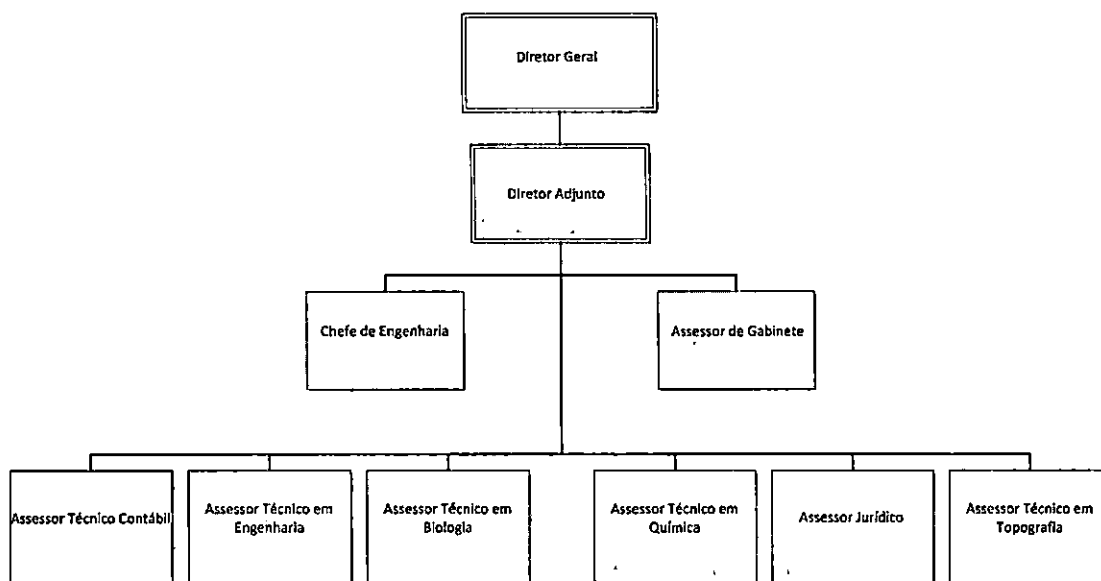 Diretor Geral
Diretor Adjunto
Chefe de Engenharia
Assessor de Gabinete
Assessor Técnico Contábil
Assessor Técnico em
Engenharia
Assessor Técnico em
Biologia
Assessor Técnico em
Química
Assessor Jurídico
Assessor Técnico em
Topografia